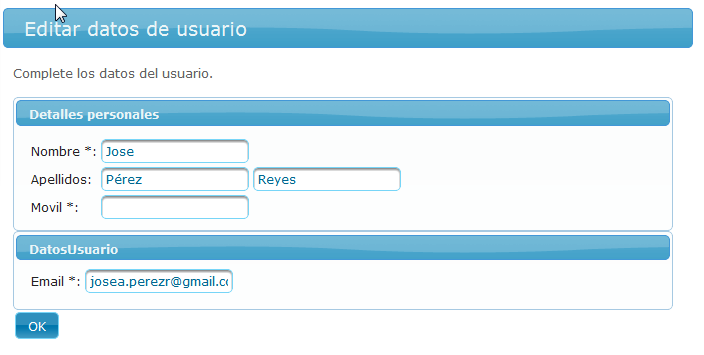 Editar datos de usuario
Complete los datos del usuario.
Detalles personales
Nombre *: Jose
Apellidos: Pérez Reyes
Movil *:
DatosUsuario
Email *: josea.perezr@gmail.co
OK